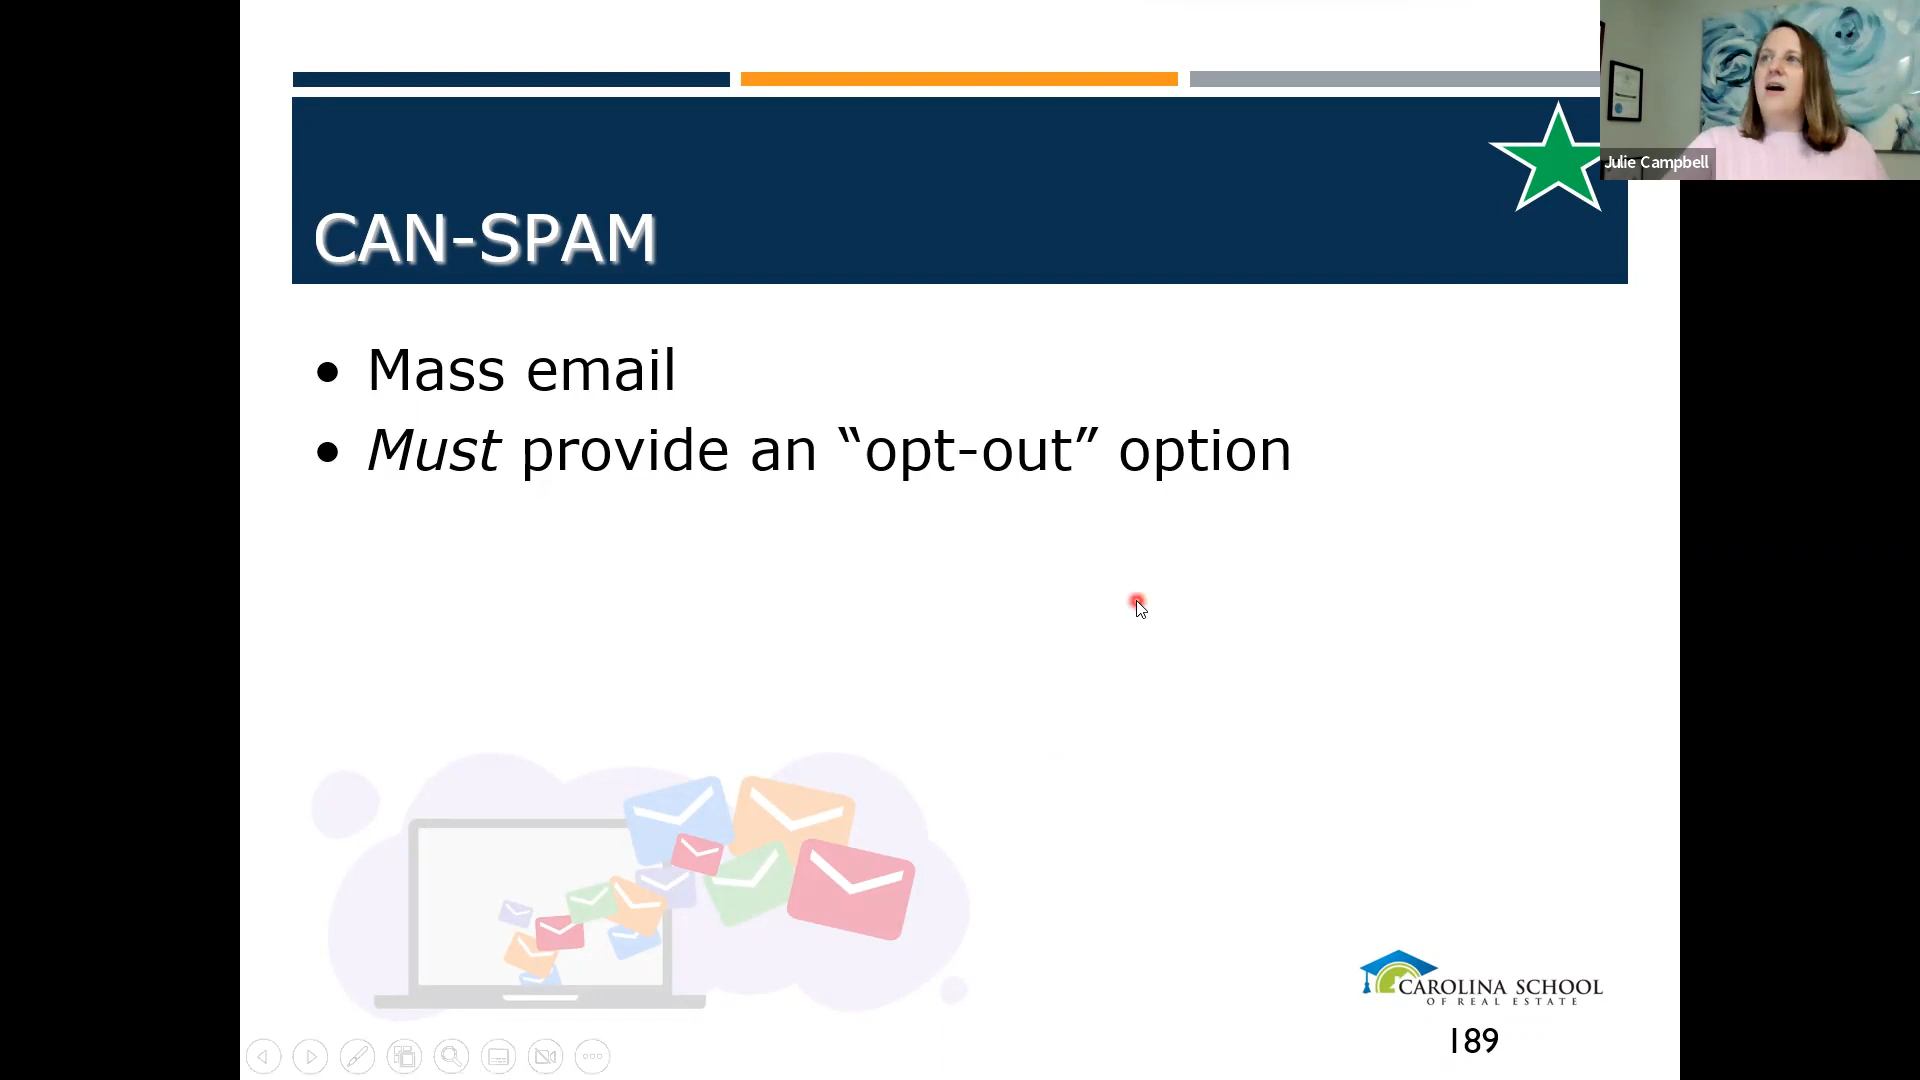 Julie Campbell
CAN-SPAM
• Mass email
• Must provide an “opt-out” option
CAROLINA SCHOOL
OF REAL ESTATE
189